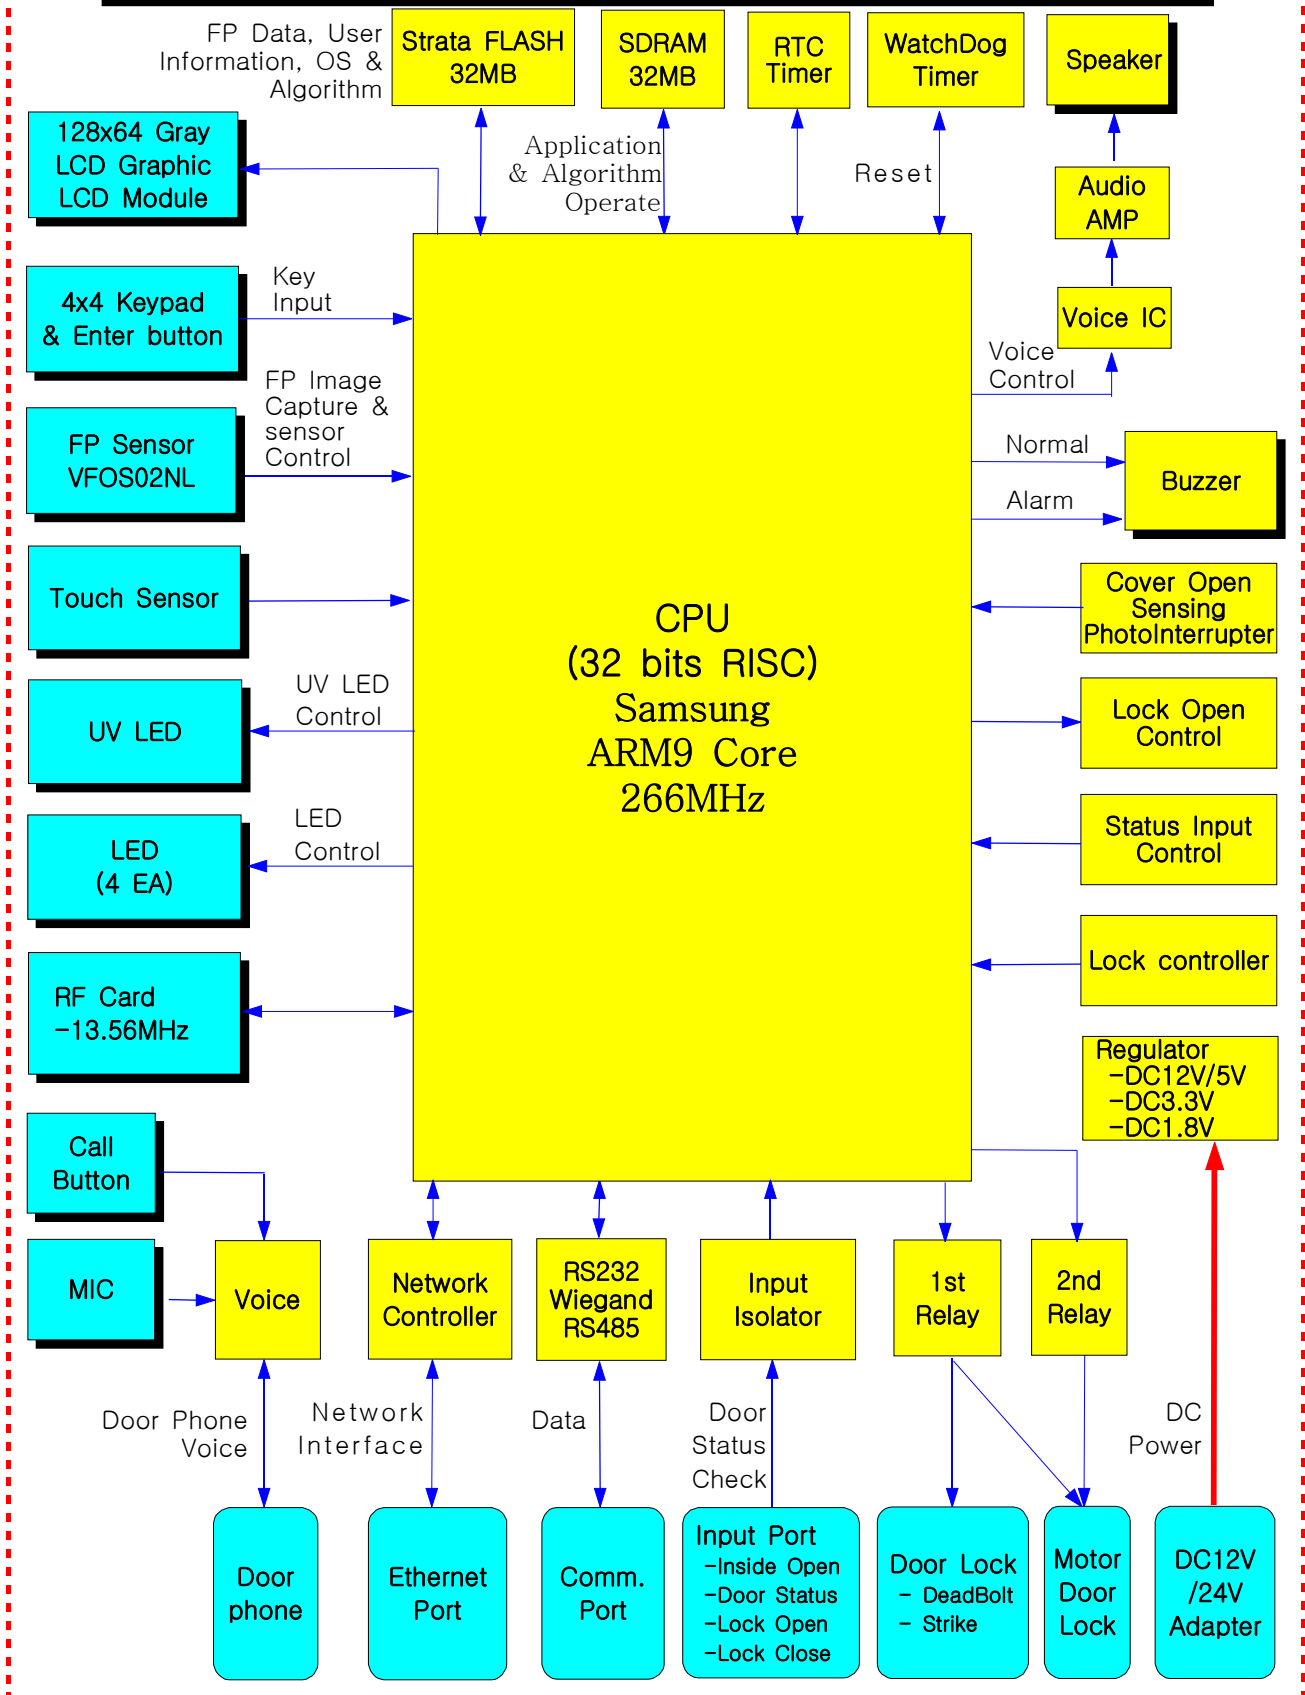 FP Data, User
Information, OS &
Algorithm
Strata FLASH
32MB
SDRAM
32MB
RTC
Timer
WatchDog
Timer
Speaker
128x64 Gray
LCD Graphic
LCD Module
Application
& Algorithm
Operate
Reset
Audio
AMP
4x4 Keypad
& Enter button
Key
Input
Voice IC
Voice
Control
FP Sensor
VFOS02NL
FP Image
Capture &
sensor
Control
Normal
Alarm
Buzzer
Touch Sensor
CPU
(32 bits RISC)
Samsung
ARM9 Core
266MHz
Cover Open
Sensing
PhotoInterrupter
UV LED
UV LED
Control
Lock Open
Control
LED
(4 EA)
LED
Control
Status Input
Control
RF Card
-13.56MHz
Lock controller
Regulator
-DC12V/5V
-DC3.3V
-DC1.8V
Call
Button
MIC
Voice
Network
Controller
RS232
Wiegand
RS485
Input
Isolator
1st
Relay
2nd
Relay
Door Phone
Voice
Network
Interface
Data
Door
Status
Check
DC
Power
Door
phone
Ethernet
Port
Comm.
Port
Input Port
-Inside Open
-Door Status
-Lock Open
-Lock Close
Door Lock
- DeadBolt
- Strike
Motor
Door
Lock
DC12V
/24V
Adapter